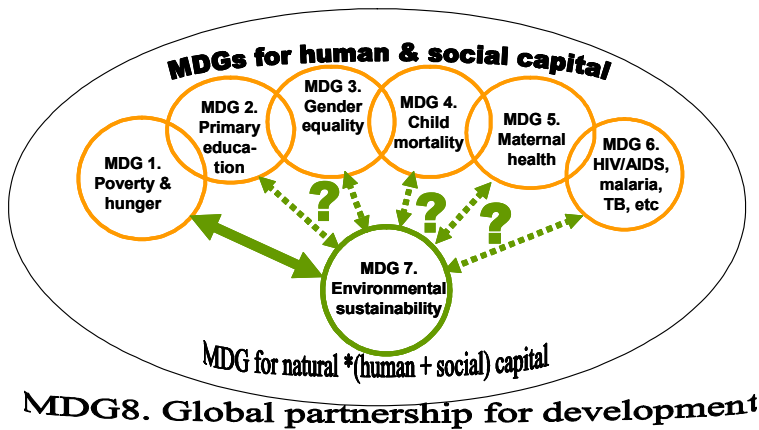 MDGs for human & social capital
MDG 1.
Poverty &
hunger
MDG 2.
Primary
educa-
tion
MDG 3.
Gender
equality
MDG 4.
Child
mortality
MDG 5.
Maternal
health
MDG 6.
HIV/AIDS,
malaria,
TB, etc
?
?
?
MDG 7.
Environmental
sustainability
MDG for natural *(human + social) capital
MDG8. Global partnership for development